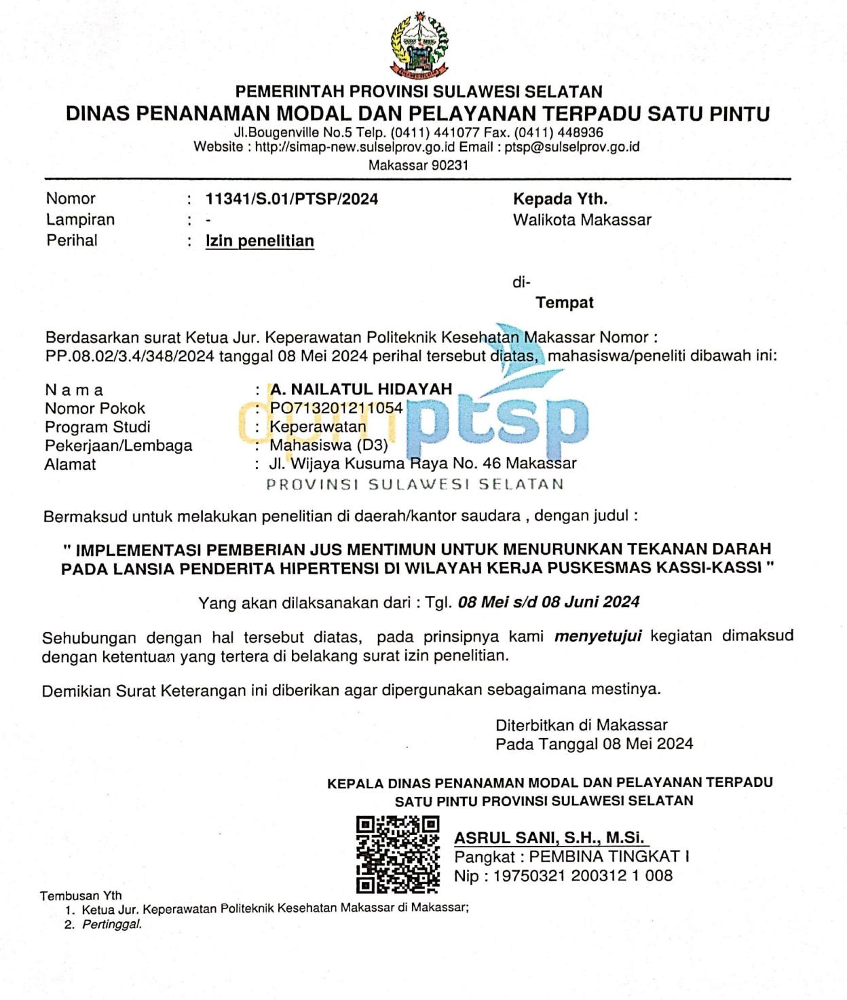 PEMERINTAH PROVINSI SULAWESI SELATAN
DINAS PENANAMAN MODAL DAN PELAYANAN TERPADU SATU PINTU
Jl.Bougenville No.5 Telp. (0411) 441077 Fax. (0411) 448936
Website : http://simap-new.sulselprov.go.id Email : ptsp@sulselprov.go.id
Makassar 90231
Nomor : 11341/S.01/PTSP/2024 Kepada Yth.
Lampiran : - Walikota Makassar
Perihal : Izin penelitian
di-
Tempat
Berdasarkan surat Ketua Jur. Keperawatan Politeknik Kesehatan Makassar Nomor :
PP.08.02/3.4/348/2024 tanggal 08 Mei 2024 perihal tersebut diatas, mahasiswa/peneliti dibawah ini:
N a m a : A. NAILATUL HIDAYAH
Nomor Pokok : PO713201211054
Program Studi : Keperawatan
Pekerjaan/Lembaga : Mahasiswa (D3)
Alamat : Jl. Wijaya Kusuma Raya No. 46 Makassar
dpmptsp
PROVINSI SULAWESI SELATAN
Bermaksud untuk melakukan penelitian di daerah/kantor saudara , dengan judul :
" IMPLEMENTASI PEMBERIAN JUS MENTIMUN UNTUK MENURUNKAN TEKANAN DARAH
PADA LANSIA PENDERITA HIPERTENSI DI WILAYAH KERJA PUSKESMAS KASSI-KASSI "
Yang akan dilaksanakan dari : Tgl. 08 Mei s/d 08 Juni 2024
Sehubungan dengan hal tersebut diatas, pada prinsipnya kami menyetujui kegiatan dimaksud
dengan ketentuan yang tertera di belakang surat izin penelitian.
Demikian Surat Keterangan ini diberikan agar dipergunakan sebagaimana mestinya.
Diterbitkan di Makassar
Pada Tanggal 08 Mei 2024
KEPALA DINAS PENANAMAN MODAL DAN PELAYANAN TERPADU
SATU PINTU PROVINSI SULAWESI SELATAN
ASRUL SANI, S.H., M.Si.
Pangkat : PEMBINA TINGKAT I
Nip : 19750321 200312 1 008
Tembusan Yth
1. Ketua Jur. Keperawatan Politeknik Kesehatan Makassar di Makassar;
2. Pertinggal.